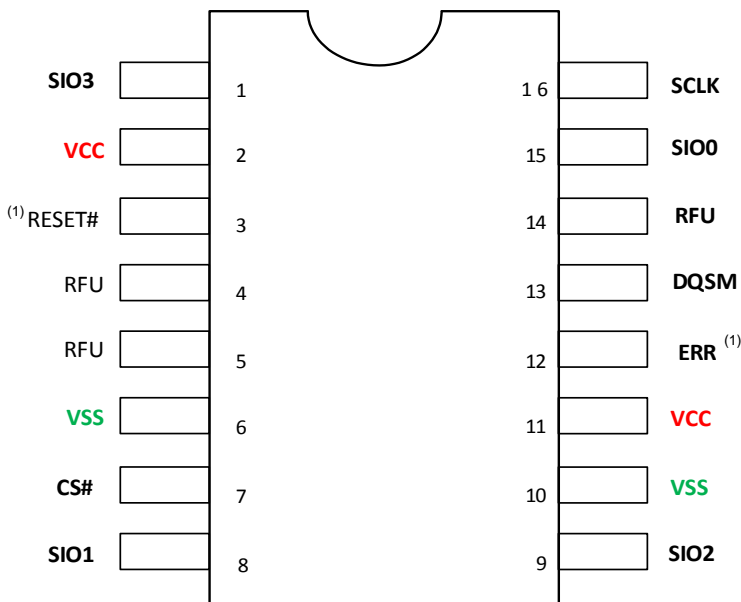 SIO3 1 1 6 SCLK
VCC 2 15 SIO0
(1) RESET# 3 14 RFU
RFU 4 13 DQSM
RFU 5 12 ERR (1)
VSS 6 11 VCC
CS# 7 10 VSS
SIO1 8 9 SIO2